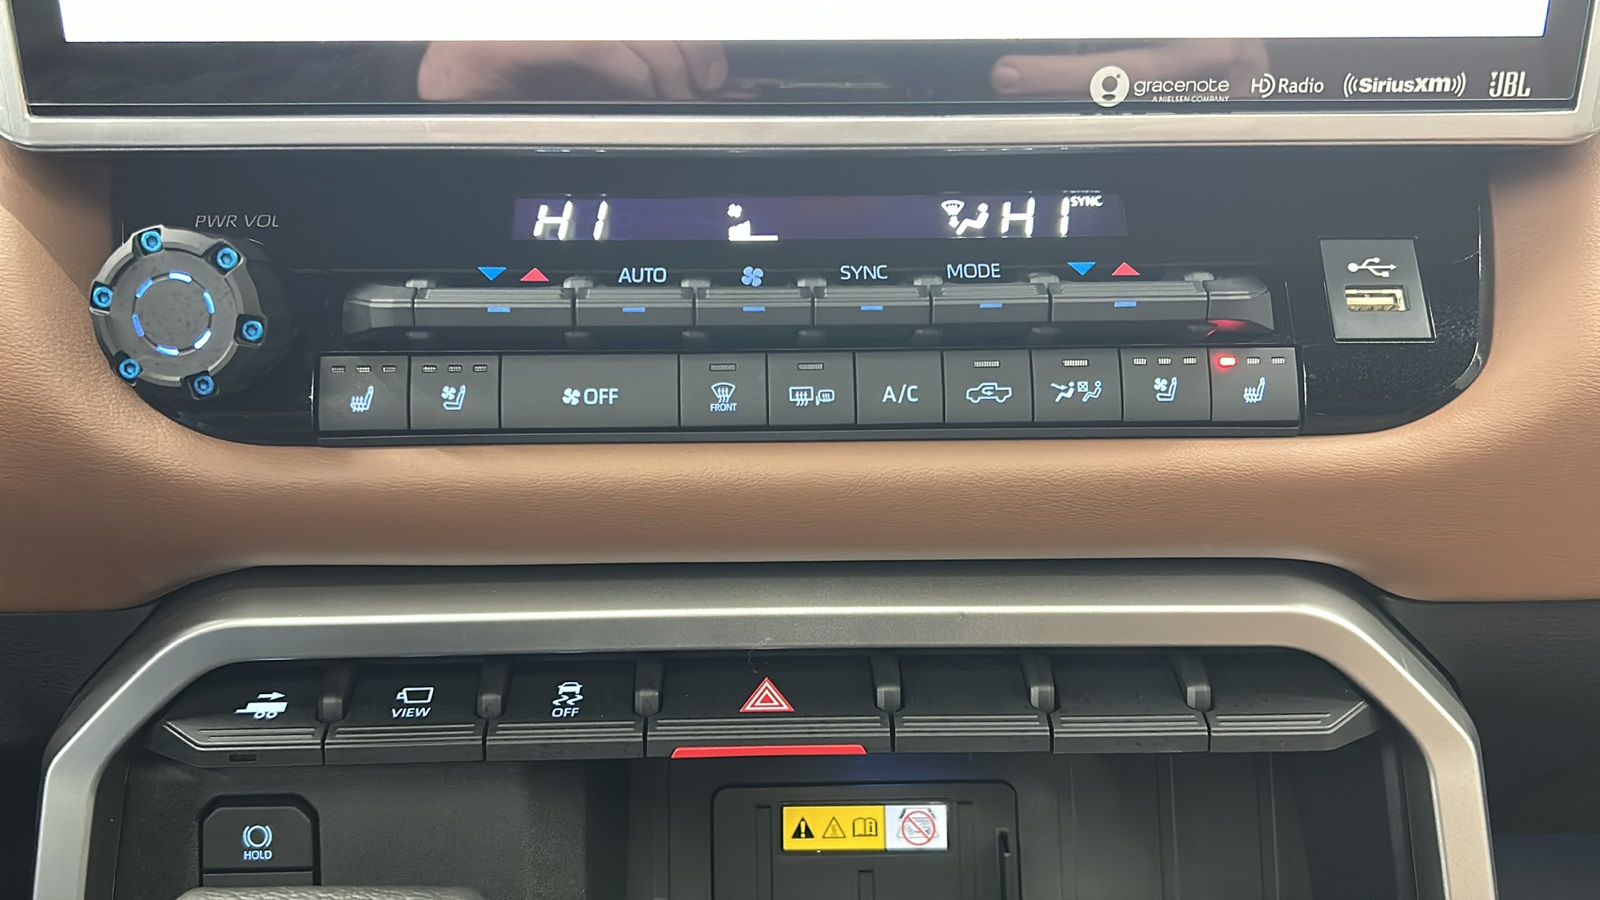 gracenote
A NIELSEN COMPANY
HD Radio
SiriusXM
JBL
PWR VOL
HI
HI
SYNC
AUTO
SYNC
MODE
OFF
FRONT
A/C
VIEW
OFF
HOLD